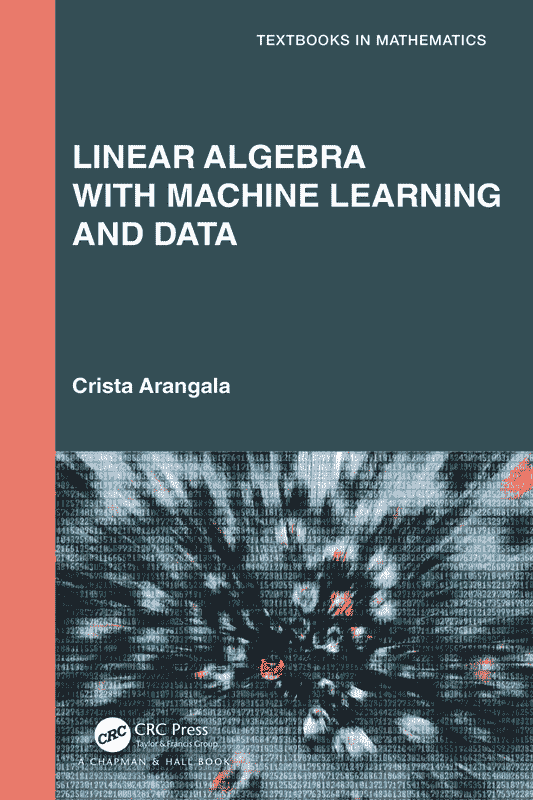 TEXTBOOKS IN MATHEMATICS
LINEAR ALGEBRA
WITH MACHINE LEARNING
AND DATA
Crista Arangala
CRC
CRC Press
Taylor & Francis Group
A CHAPMAN & HALL BOOK